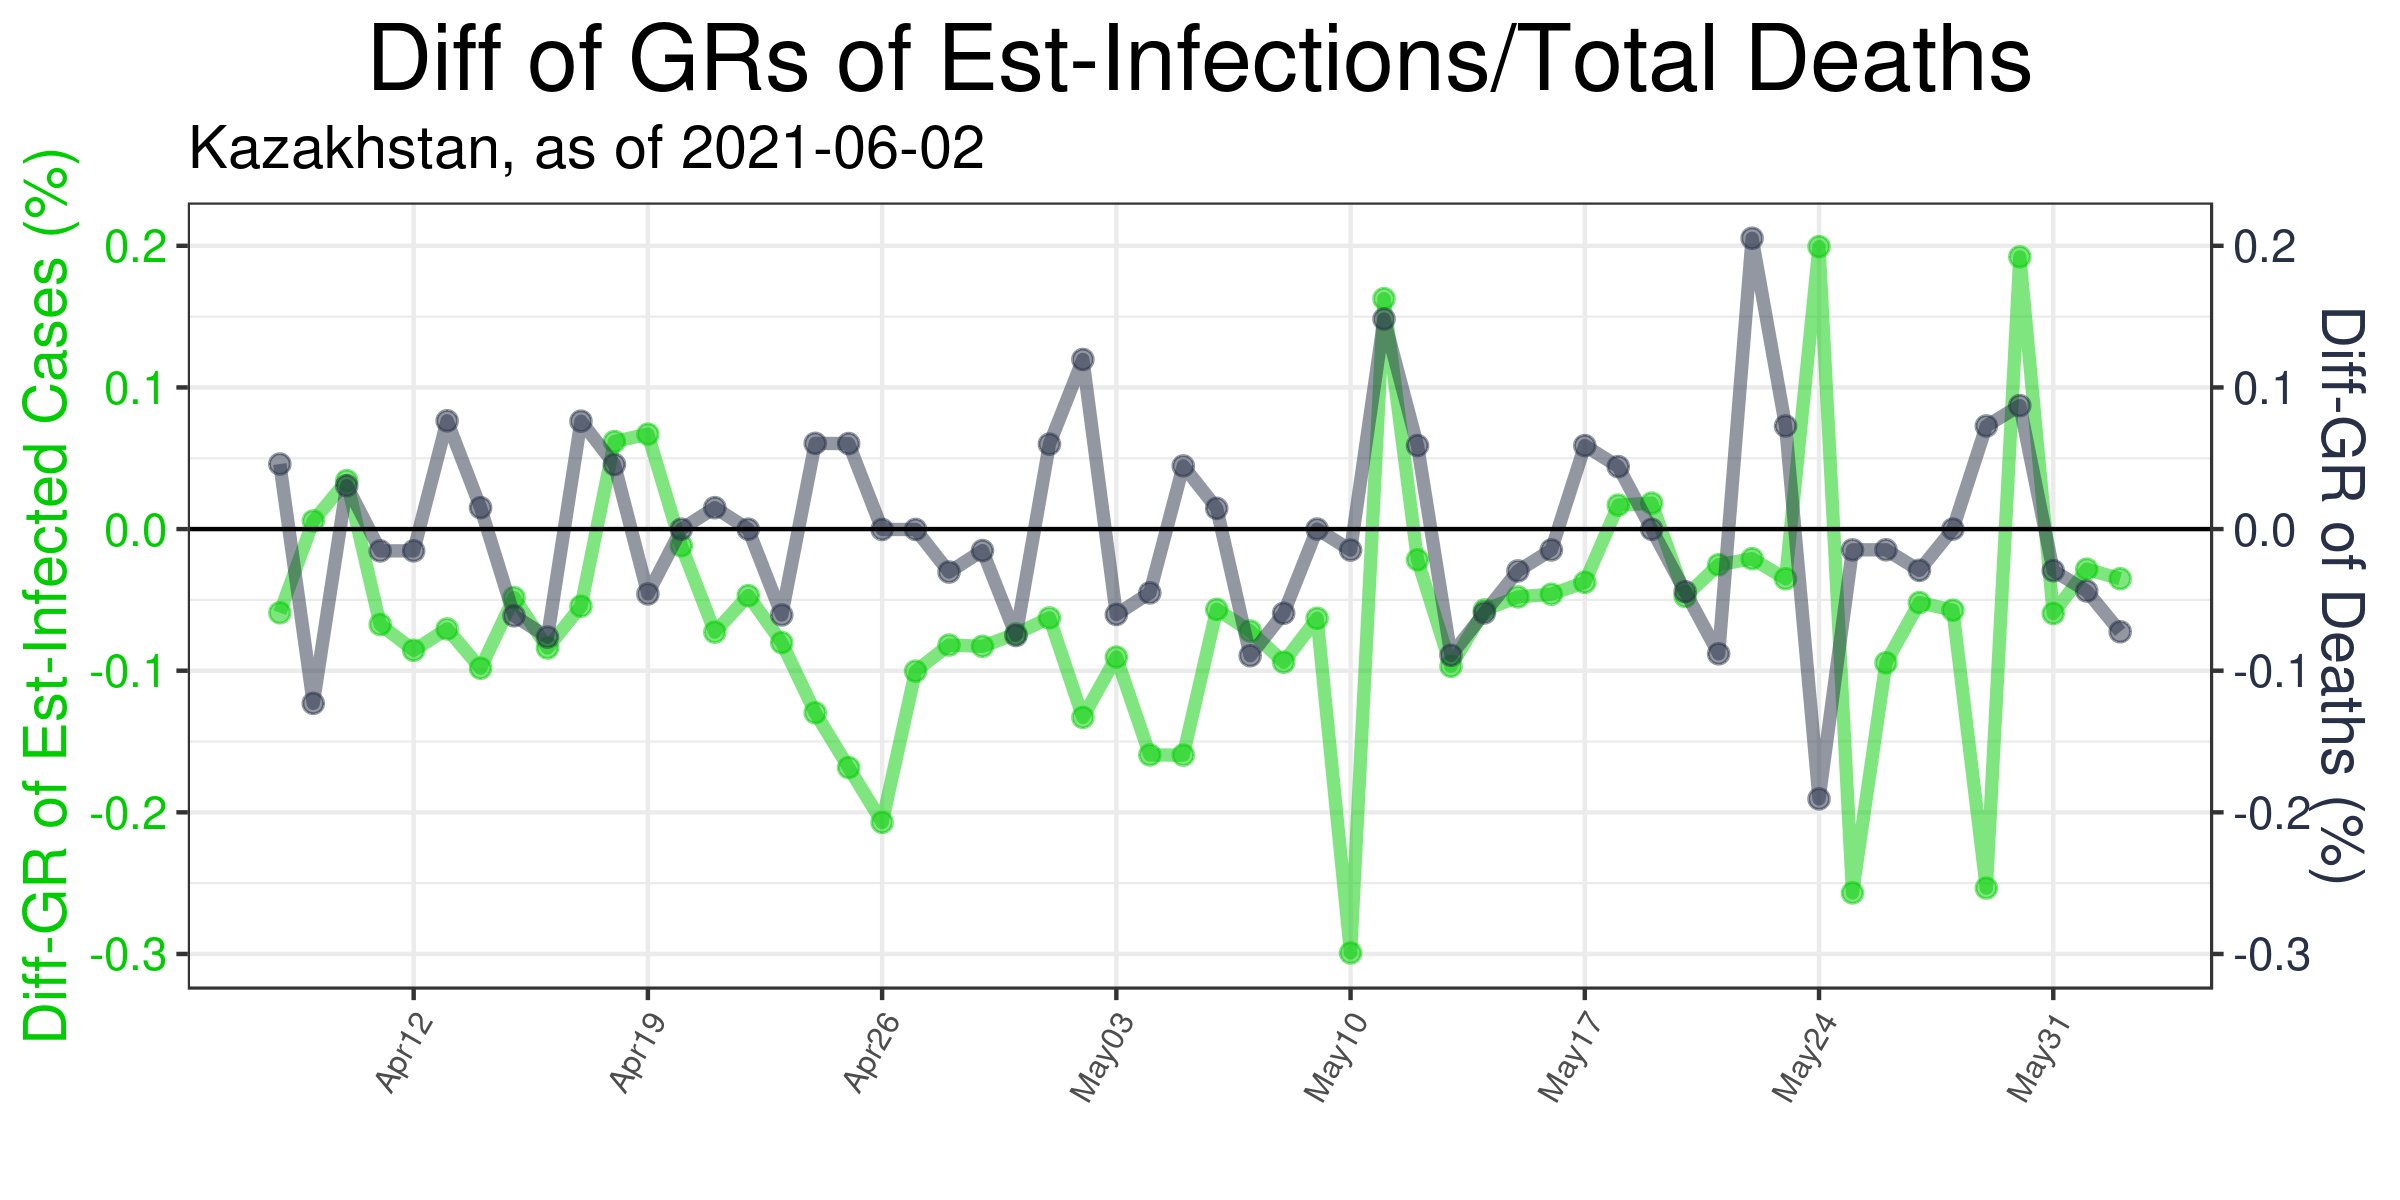 Diff of GRs of Est-Infections/Total Deaths
Kazakhstan, as of 2021-06-02
Diff-GR of Est-Infected Cases (%)
0.2
0.1
0.0
-0.1
-0.2
-0.3
0.2
0.1
0.0
-0.1
-0.2
-0.3
Diff-GR of Deaths (%)
Apr12
Apr19
Apr26
May03
May10
May17
May24
May31